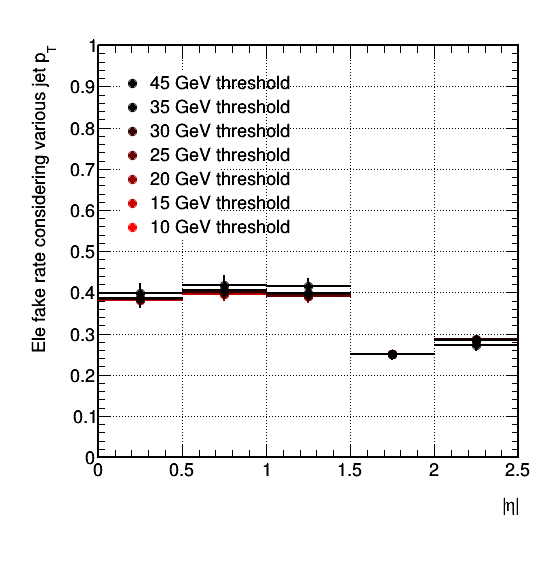 Ele fake rate considering various jet p_T
1
0.9
0.8
0.7
0.6
0.5
0.4
0.3
0.2
0.1
0
45 GeV threshold
35 GeV threshold
30 GeV threshold
25 GeV threshold
20 GeV threshold
15 GeV threshold
10 GeV threshold
0 0.5 1 1.5 2 2.5
|η|